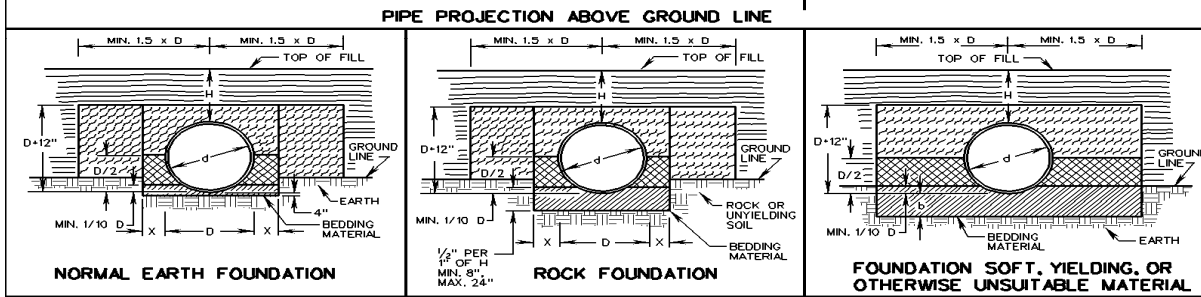 PIPE PROJECTION ABOVE GROUND LINE
MIN. 1.5 x D
MIN. 1.5 x D
TOP OF FILL
H
D+12"
D/2
d
GROUND
LINE
EARTH
MIN. 1/10 D
4"
X
D
X
BEDDING
MATERIAL
NORMAL EARTH FOUNDATION
MIN. 1.5 x D
MIN. 1.5 x D
TOP OF FILL
H
D+12"
D/2
d
GROUND
LINE
MIN. 1/10 D
ROCK OR
UNYIELDING
SOIL
X
D
X
BEDDING
MATERIAL
1/2" PER
1" OF H
MIN. 8",
MAX. 24"
ROCK FOUNDATION
MIN. 1.5 x D
MIN. 1.5 x D
TOP OF FILL
H
D+12"
D/2
d
GROUND
LINE
MIN. 1/10 D
b
BEDDING
MATERIAL
EARTH
FOUNDATION SOFT, YIELDING, OR
OTHERWISE UNSUITABLE MATERIAL